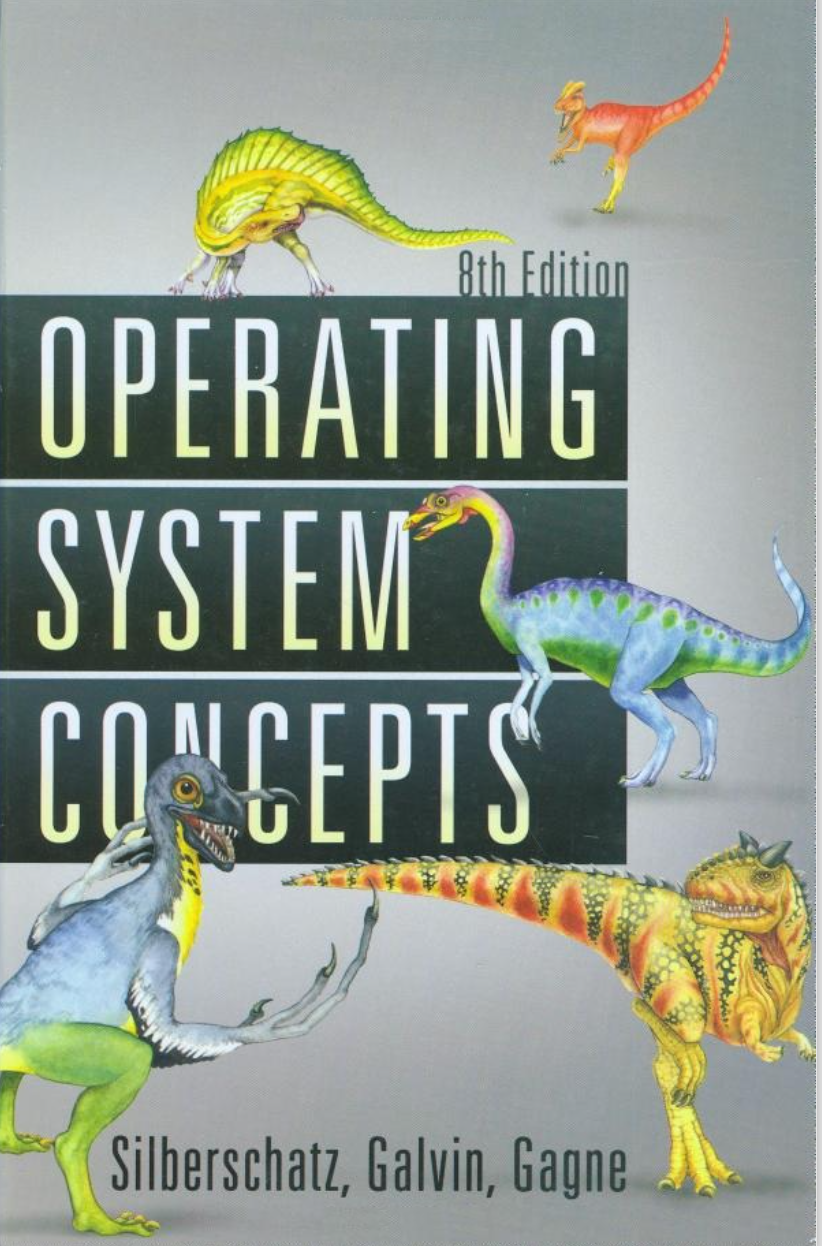 8th Edition
OPERATING
SYSTEM
CONCEPTS
Silberschatz, Galvin, Gagne